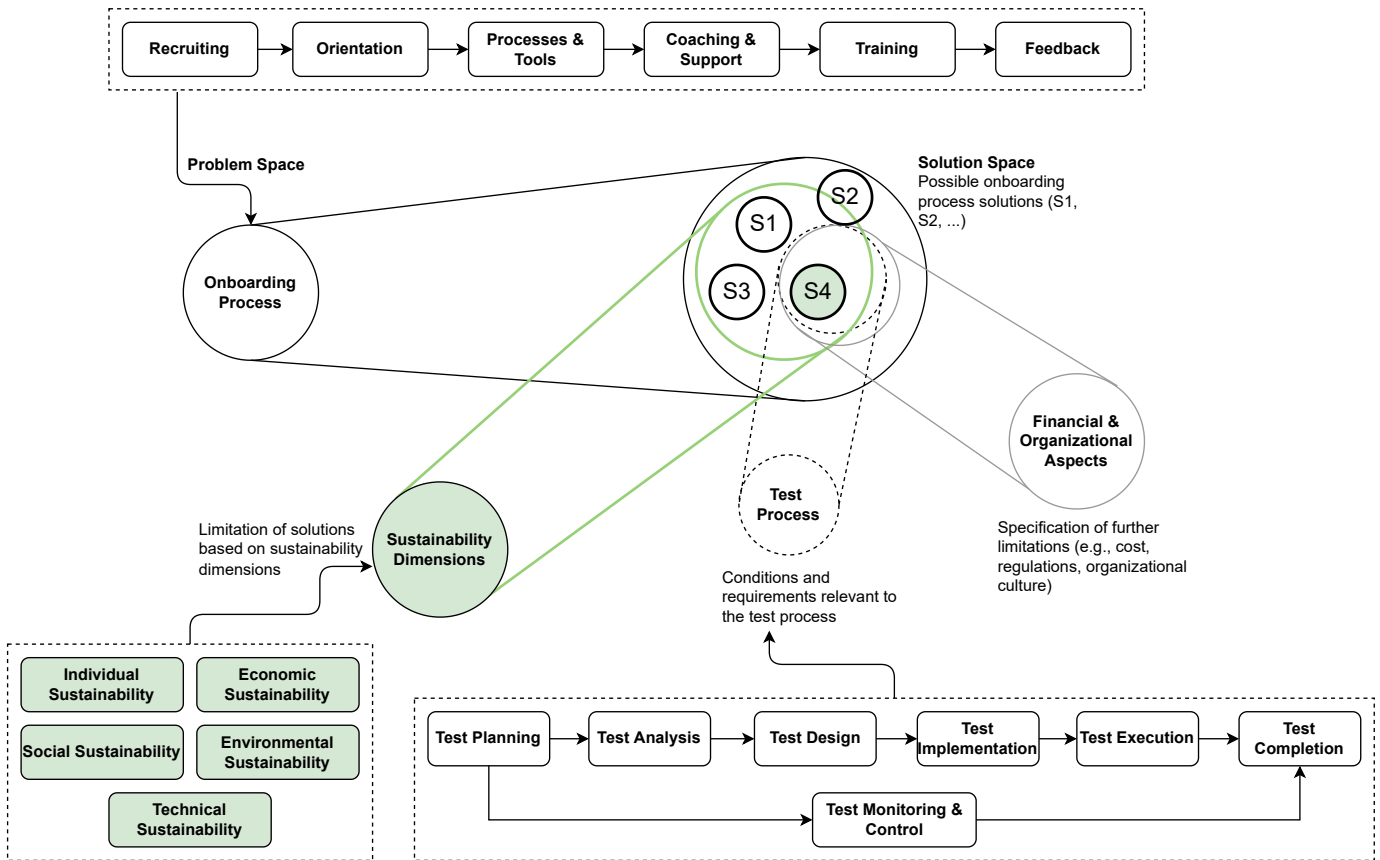 Recruiting
Orientation
Processes &
Tools
Coaching &
Support
Training
Feedback
Problem Space
Solution Space
Possible onboarding
process solutions (S1,
S2, ...)
S2
S1
S3
S4
Onboarding
Process
Financial &
Organizational
Aspects
Test
Process
Sustainability
Dimensions
Limitation of solutions
based on sustainability
dimensions
Specification of further
limitations (e.g., cost,
regulations, organizational
culture)
Conditions and
requirements relevant to
the test process
Individual
Sustainability
Economic
Sustainability
Social Sustainability
Environmental
Sustainability
Technical
Sustainability
Test Planning
Test Analysis
Test Design
Test
Implementation
Test Execution
Test
Completion
Test Monitoring &
Control